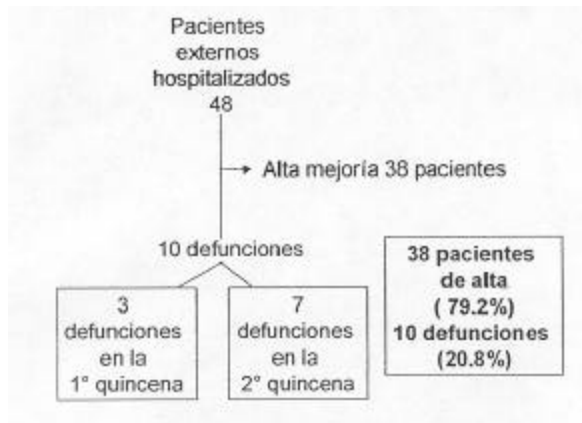 Pacientes
externos
hospitalizados
48
Alta mejoría 38 pacientes
10 defunciones
3
defunciones
en la
1° quincena
7
defunciones
en la
2° quincena
38 pacientes
de alta
( 79.2%)
10 defunciones
(20.8%)